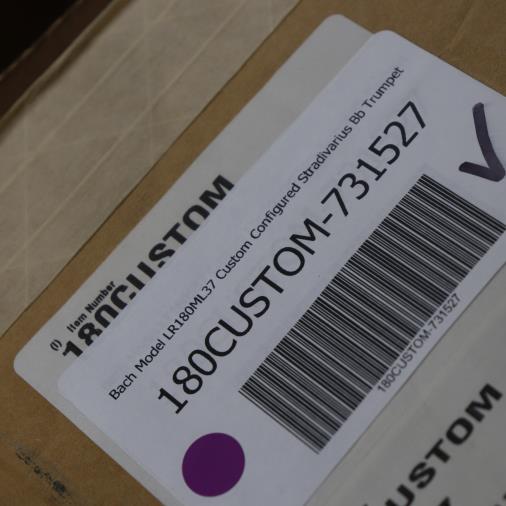 (I) Item Number
180CUSTOM
Bach Model LR180ML37 Custom Configured Stradivarius Bb Trumpet
180CUSTOM-731527
180CUSTOM-731527
CUSTOM